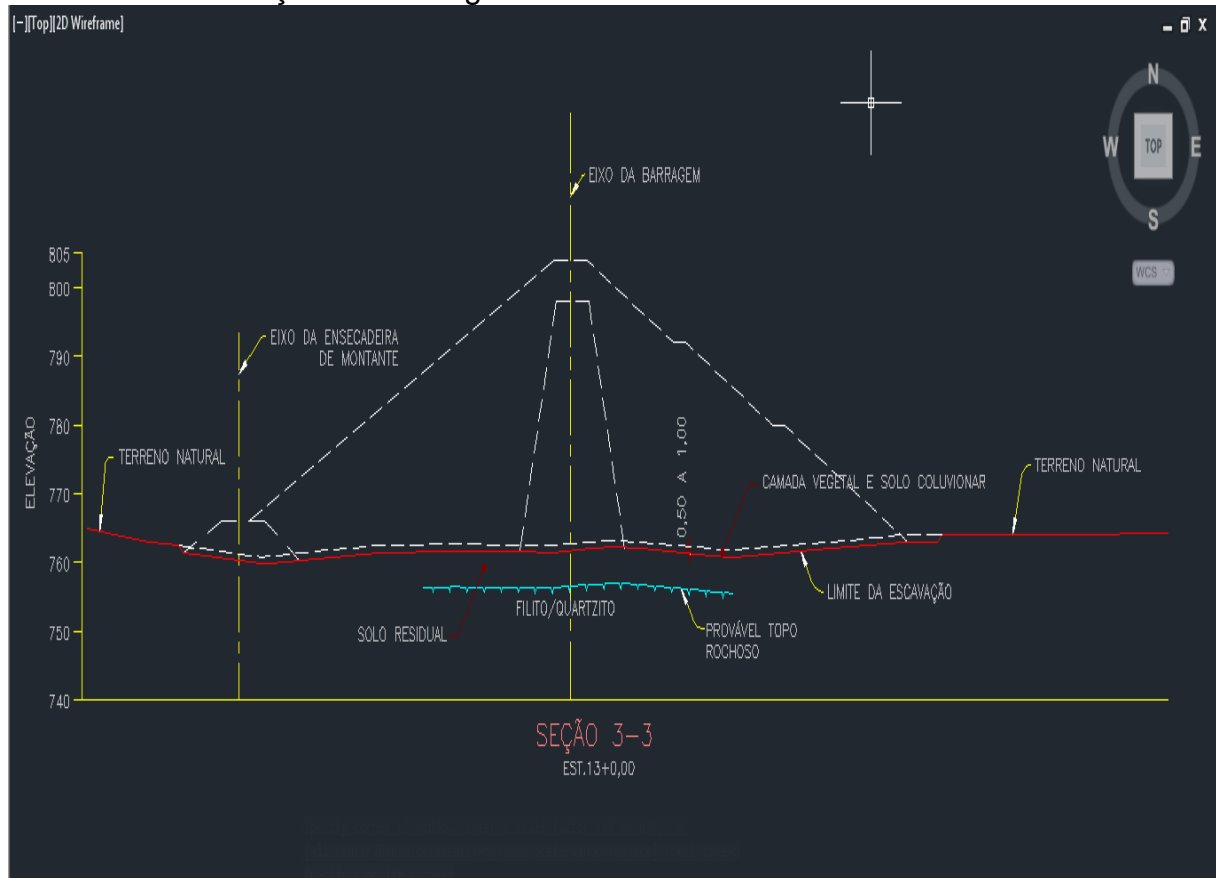 [-][Top][2D Wireframe]
N
W
TOP
E
S
WCS
EIXO DA BARRAGEM
805
800
790
780
770
760
750
740
ELEVAÇÃO
EIXO DA ENSECADEIRA
DE MONTANTE
TERRENO NATURAL
0.50 A 1.00
CAMADA VEGETAL E SOLO COLUVIONAR
TERRENO NATURAL
LIMITE DA ESCAVAÇÃO
FILITO/QUARTZITO
SOLO RESIDUAL
PROVÁVEL TOPO
ROCHOSO
SEÇÃO 3-3
EST.13+0,00